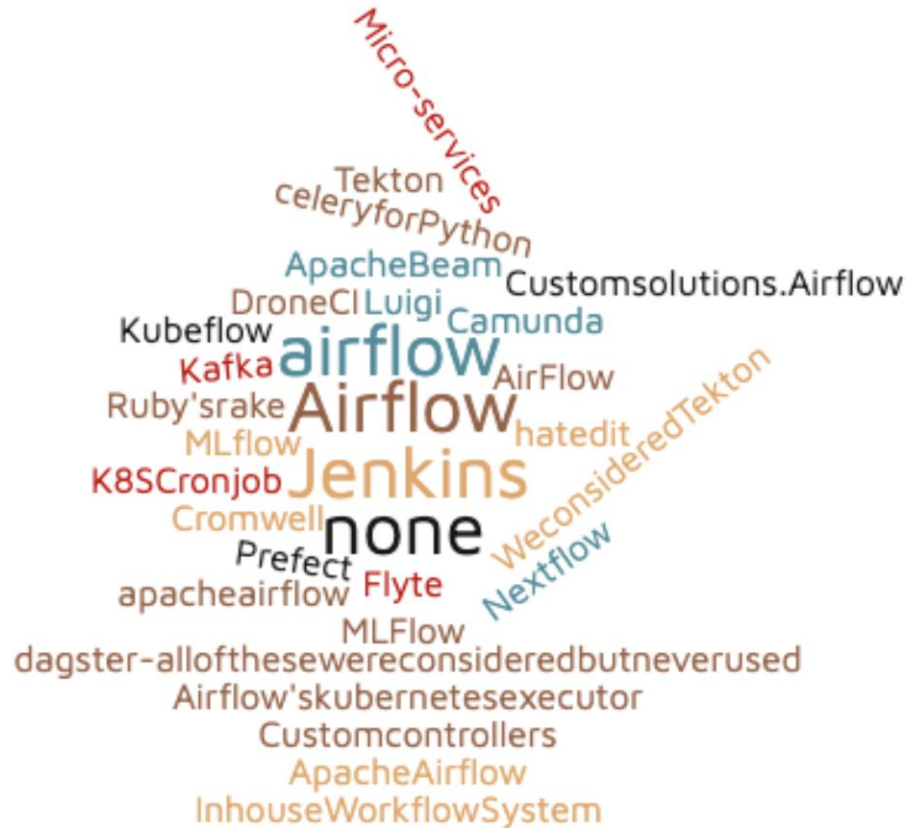 Micro-services
Tekton
celeryforPython
ApacheBeam
Customsolutions.Airflow
DroneCI
Luigi
Camunda
Kubeflow
airflow
Kafka
AirFlow
Ruby'srake
Airflow
hatedit
WeconsideredTekton
MLflow
Jenkins
K8SCronjob
Cromwell
none
Prefect
Nextflow
apacheairflow
Flyte
MLFlow
dagster-allofthesewereconsideredbutneverused
Airflow'skubernetesexecutor
Customcontrollers
ApacheAirflow
InhouseWorkflowSystem